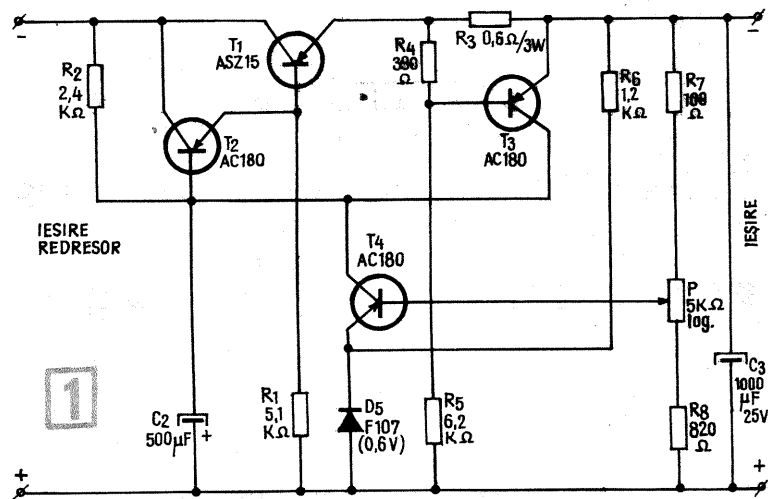 -
-
R2
2,4
KΩ
T1
ASZ15
T2
AC180
R4
Ω
R3 0,6Ω/3W
T3
AC180
R6
1,2
KΩ
R7
100
Ω
IESIRE
REDRESOR
IEȘIRE
T4
AC180
P
5KΩ
log.
1
C2
500µF
+
R1
5,1
KΩ
D5
F107
(0,6V)
R5
6,2
KΩ
R8
820
Ω
C3
1000
µF
25V
+
+